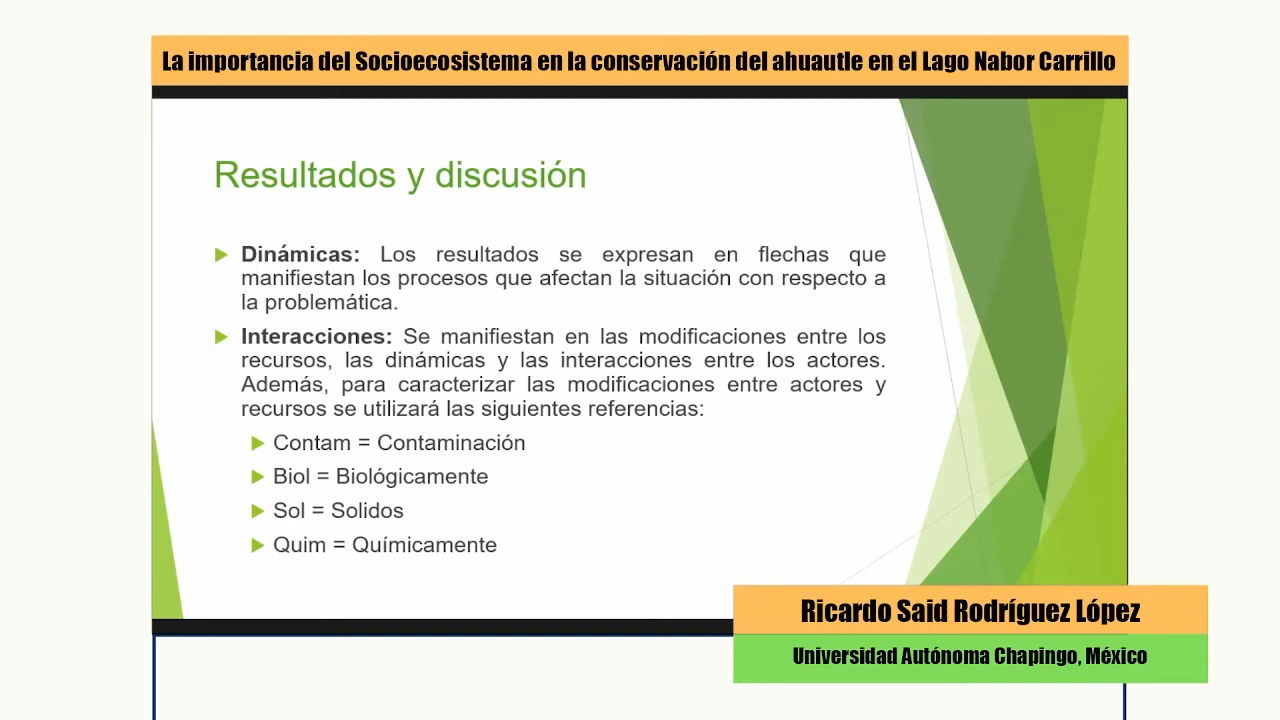 La importancia del Socioecosistema en la conservación del ahuautle en el Lago Nabor Carrillo
Resultados y discusión
Dinámicas: Los resultados se expresan en flechas que
manifiestan los procesos que afectan la situación con respecto a
la problemática.
Interacciones: Se manifiestan en las modificaciones entre los
recursos, las dinámicas y las interacciones entre los actores.
Además, para caracterizar las modificaciones entre actores y
recursos se utilizará las siguientes referencias:
Contam = Contaminación
Biol = Biológicamente
Sol = Solidos
Quim = Químicamente
Ricardo Said Rodríguez López
Universidad Autónoma Chapingo, México